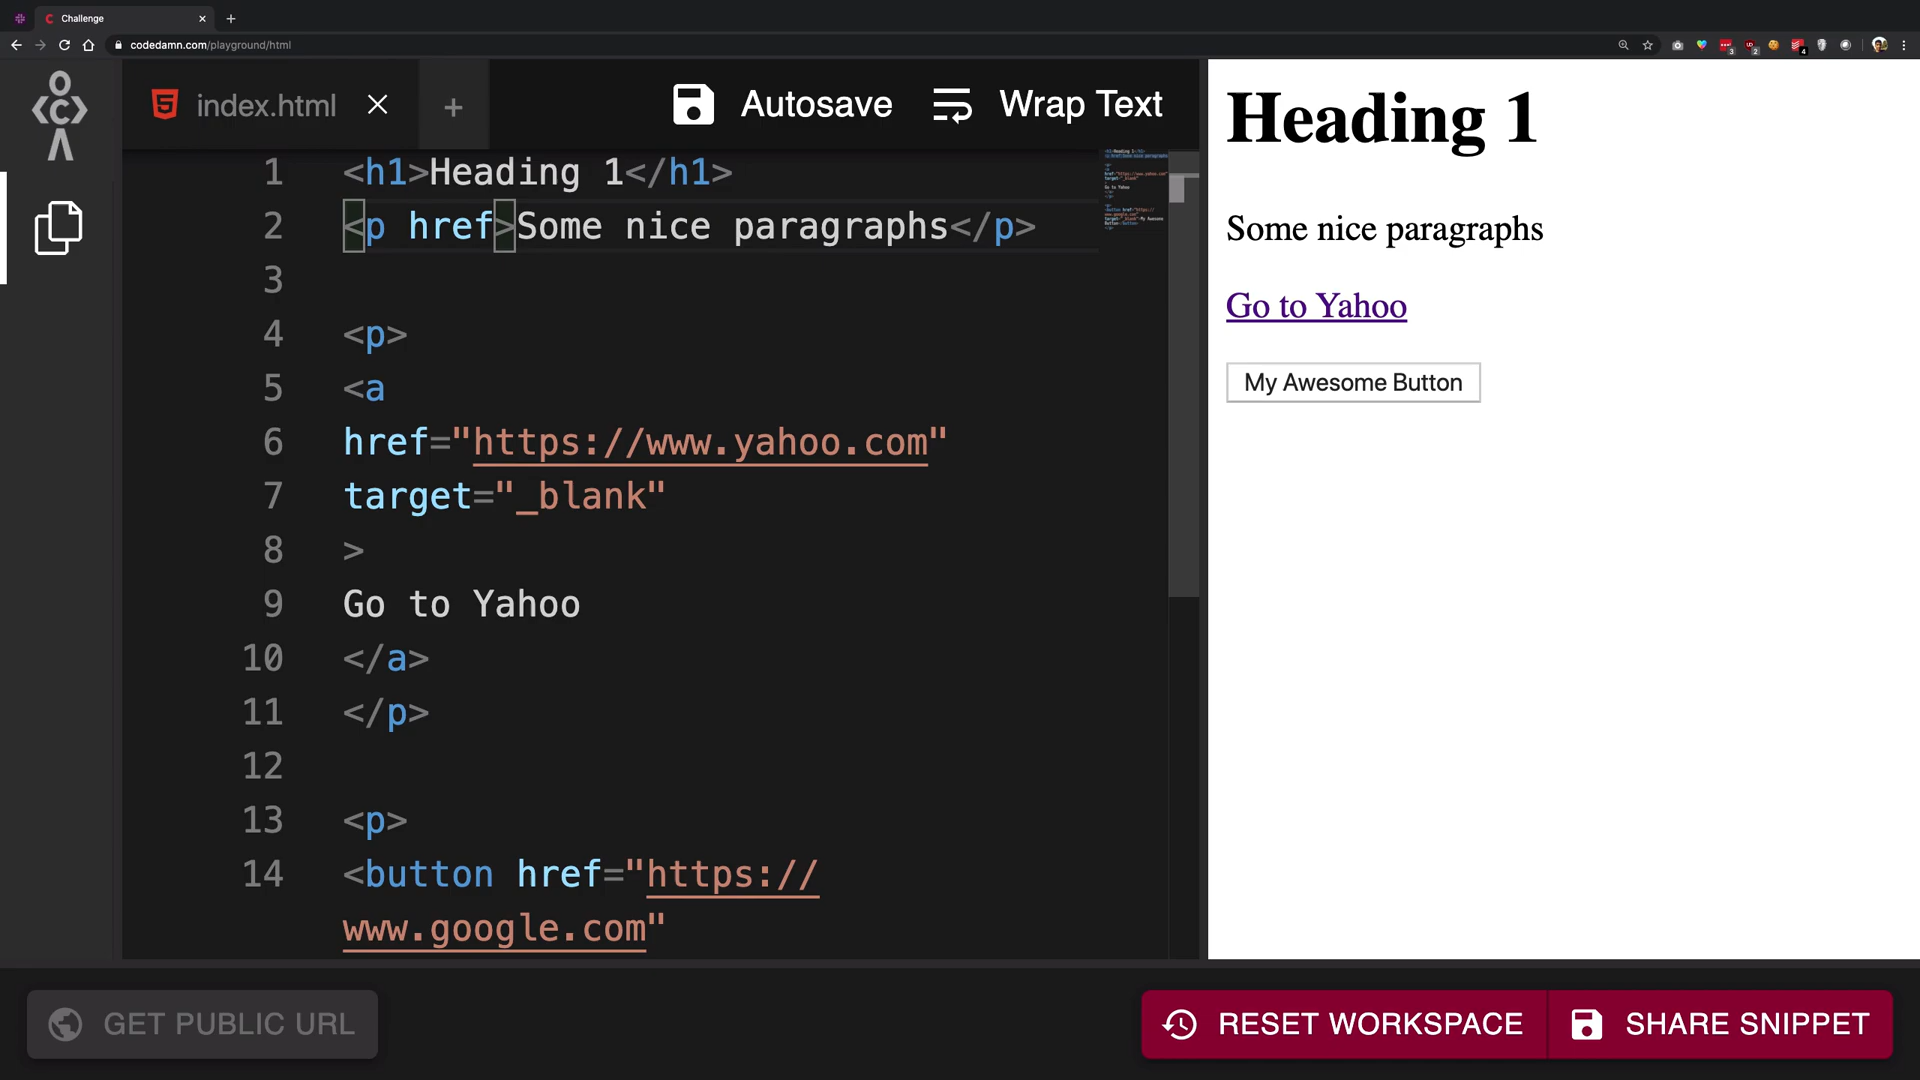 Challenge
codedamn.com/playground/html
index.html
Autosave
Wrap Text
1 <h1>Heading 1</h1>
2 <p href>Some nice paragraphs</p>
3
4 <p>
5 <a
6 href="https://www.yahoo.com"
7 target="_blank"
8 >
9 Go to Yahoo
10 </a>
11 </p>
12
13 <p>
14 <button href="https://
www.google.com"
Heading 1
Some nice paragraphs
Go to Yahoo
My Awesome Button
GET PUBLIC URL
RESET WORKSPACE
SHARE SNIPPET